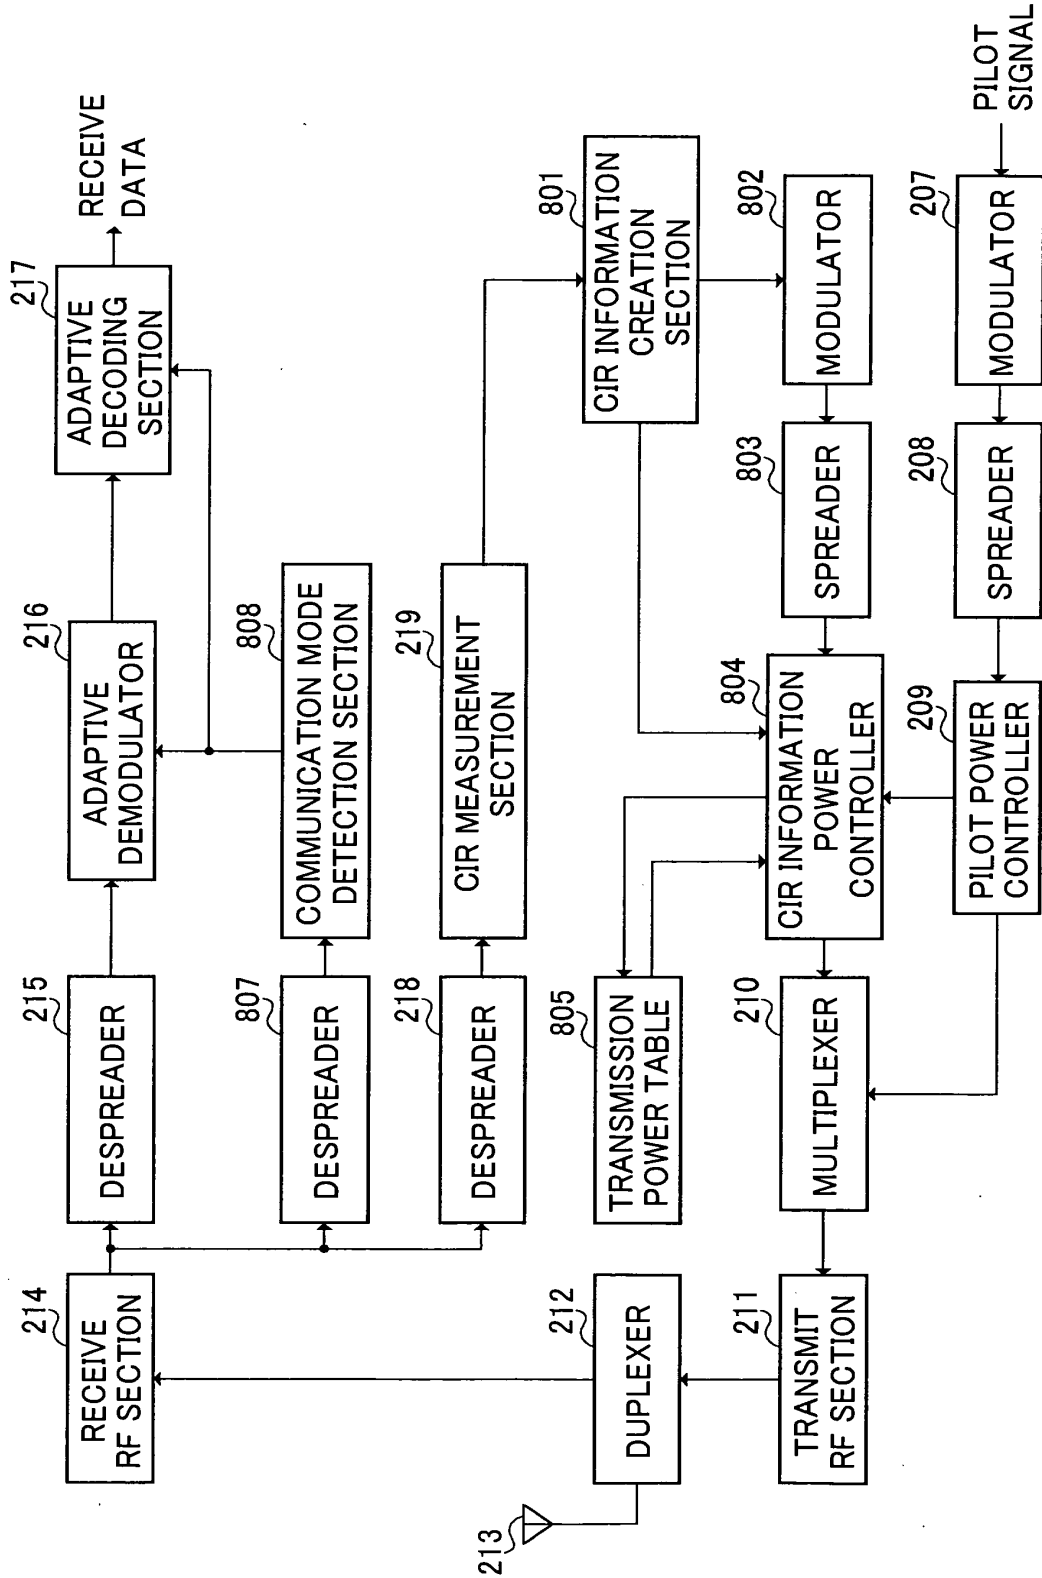 214
RECEIVE
RF SECTION
215
DESPREADER
216
ADAPTIVE
DEMODULATOR
217
ADAPTIVE
DECODING
SECTION
RECEIVE
DATA
807
DESPREADER
808
COMMUNICATION MODE
DETECTION SECTION
218
DESPREADER
219
CIR MEASUREMENT
SECTION
213
212
DUPLEXER
805
TRANSMISSION
POWER TABLE
801
CIR INFORMATION
CREATION
SECTION
211
TRANSMIT
RF SECTION
210
MULTIPLEXER
804
CIR INFORMATION
POWER
CONTROLLER
803
SPREADER
802
MODULATOR
209
PILOT POWER
CONTROLLER
208
SPREADER
207
MODULATOR
PILOT
SIGNAL